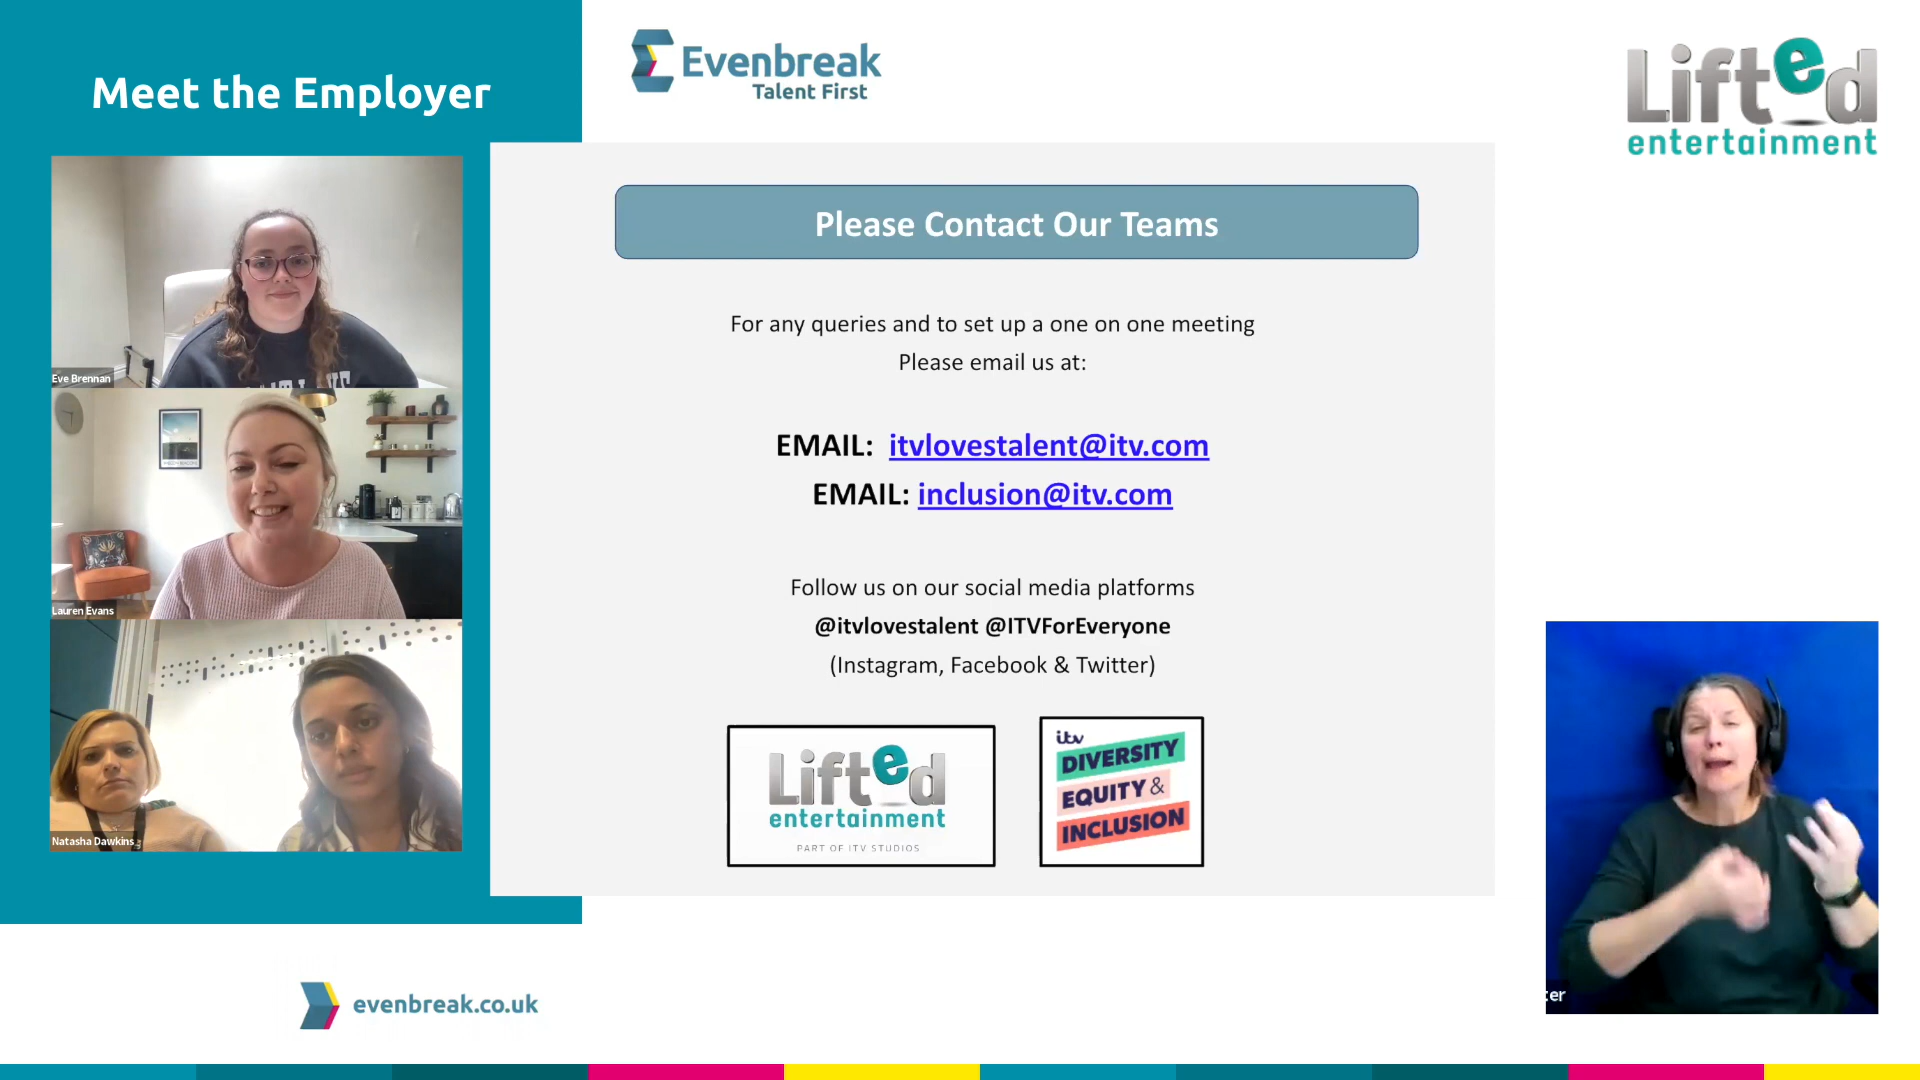 Meet the Employer
Evenbreak
Talent First
Lifted
entertainment
Eve Brennan
Lauren Evans
Natasha Dawkins
Please Contact Our Teams
For any queries and to set up a one on one meeting
Please email us at:
EMAIL: itvlovestalent@itv.com
EMAIL: inclusion@itv.com
Follow us on our social media platforms
@itvlovestalent @ITVForEveryone
(Instagram, Facebook & Twitter)
Lifted
entertainment
PART OF ITV STUDIOS
itv
DIVERSITY
EQUITY &
INCLUSION
ter
evenbreak.co.uk